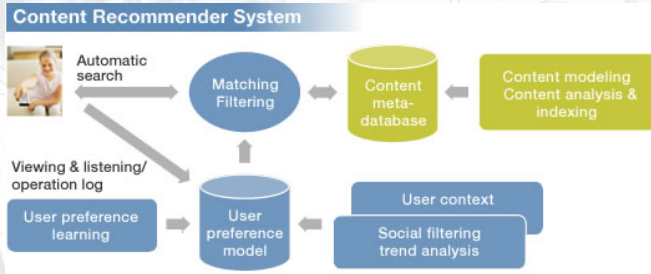 Content Recommender System
Automatic
search
Matching
Filtering
Content
meta-
database
Content modeling
Content analysis &
indexing
Viewing & listening/
operation log
User preference
learning
User
preference
model
User context
Social filtering
trend analysis